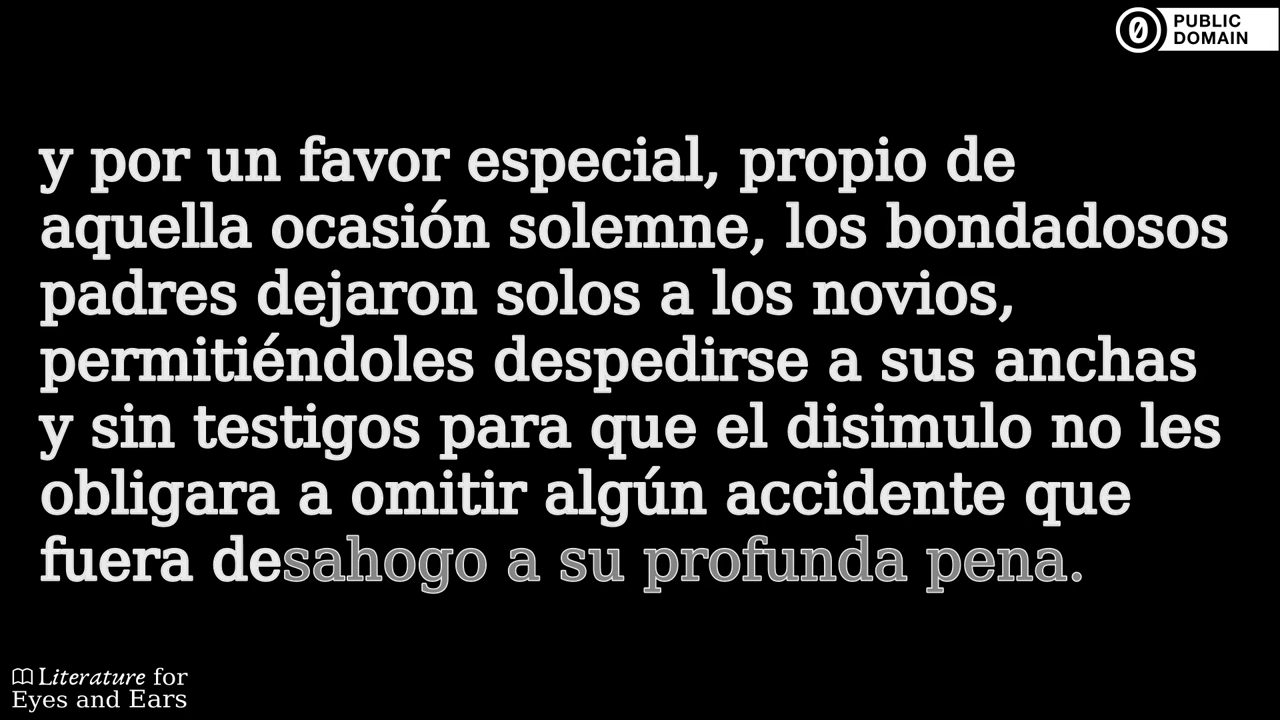 PUBLIC
DOMAIN
y por un favor especial, propio de
aquella ocasión solemne, los bondadosos
padres dejaron solos a los novios,
permitiéndoles despedirse a sus anchas
y sin testigos para que el disimulo no les
obligara a omitir algún accidente que
fuera desahogo a su profunda pena.
Literature for
Eyes and Ears